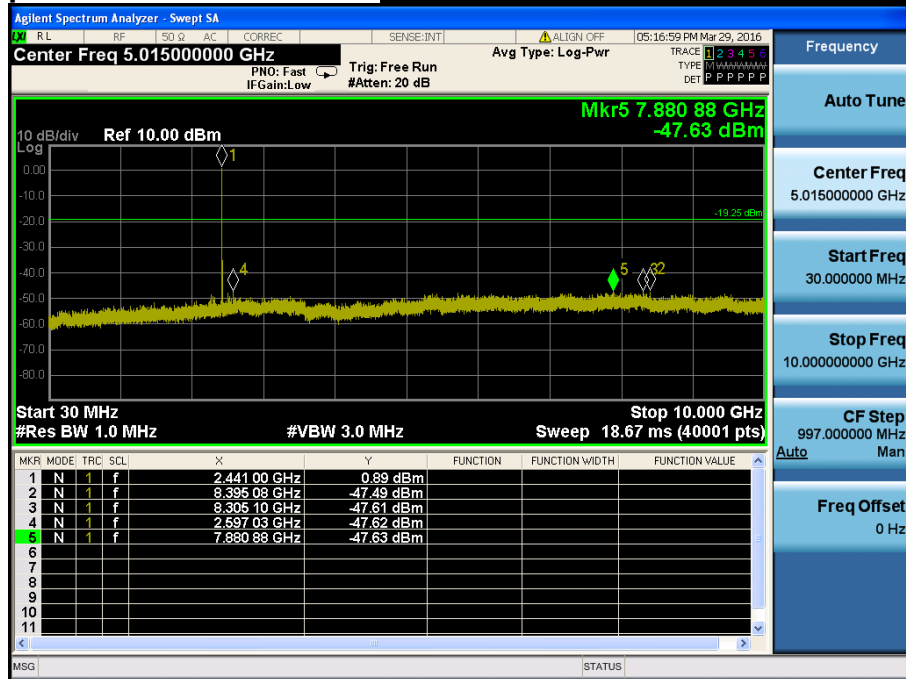 Agilent Spectrum Analyzer - Swept SA
LXI RL RF 50 Ω AC CORREC SENSE:INT ALIGN OFF 05:16:59 PM Mar 29, 2016
Center Freq 5.015000000 GHz
PNO: Fast
IFGain:Low
Trig: Free Run
#Atten: 20 dB
Avg Type: Log-Pwr
TRACE 1 2 3 4 5 6
TYPE M W W W W W
DET P P P P P P
Mkr5 7.880 88 GHz
-47.63 dBm
10 dB/div Ref 10.00 dBm
Log
0.00
-10.0
-20.0
-30.0
-40.0
-50.0
-60.0
-70.0
-80.0
1
4
5
3
2
-19.25 dBm
Start 30 MHz Stop 10.000 GHz
#Res BW 1.0 MHz #VBW 3.0 MHz Sweep 18.67 ms (40001 pts)
MKR MODE TRC SCL X Y FUNCTION FUNCTION WIDTH FUNCTION VALUE
1 N 1 f 2.441 00 GHz 0.89 dBm
2 N 1 f 8.395 08 GHz -47.49 dBm
3 N 1 f 8.305 10 GHz -47.61 dBm
4 N 1 f 2.597 03 GHz -47.62 dBm
5 N 1 f 7.880 88 GHz -47.63 dBm
6
7
8
9
10
11
MSG STATUS
Frequency
Auto Tune
Center Freq
5.015000000 GHz
Start Freq
30.000000 MHz
Stop Freq
10.000000000 GHz
CF Step
997.000000 MHz
Auto Man
Freq Offset
0 Hz